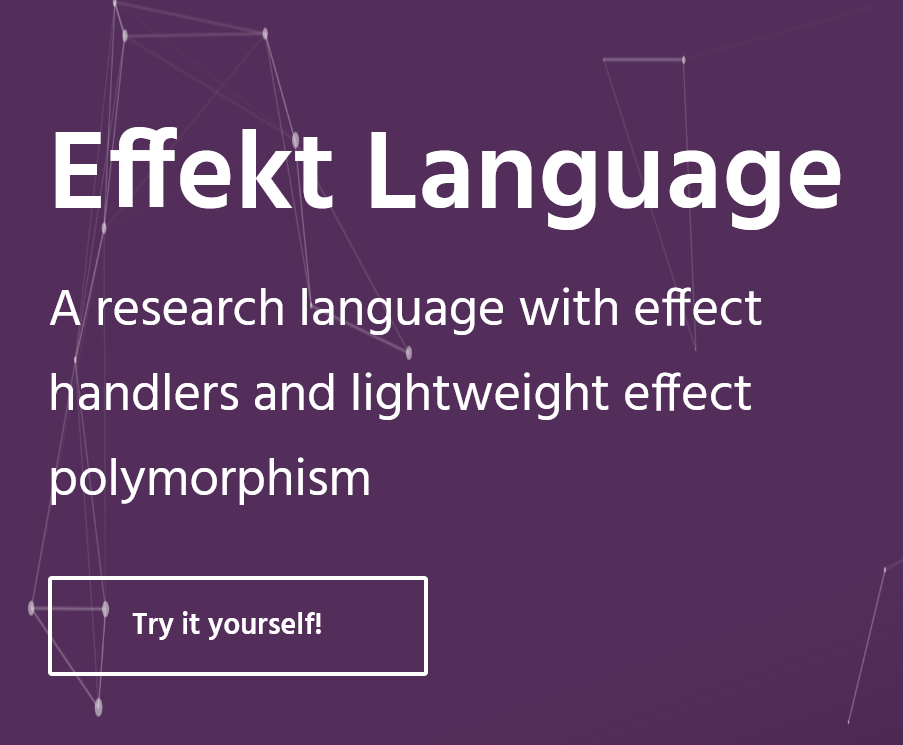 Effekt Language
A research language with effect
handlers and lightweight effect
polymorphism
Try it yourself!